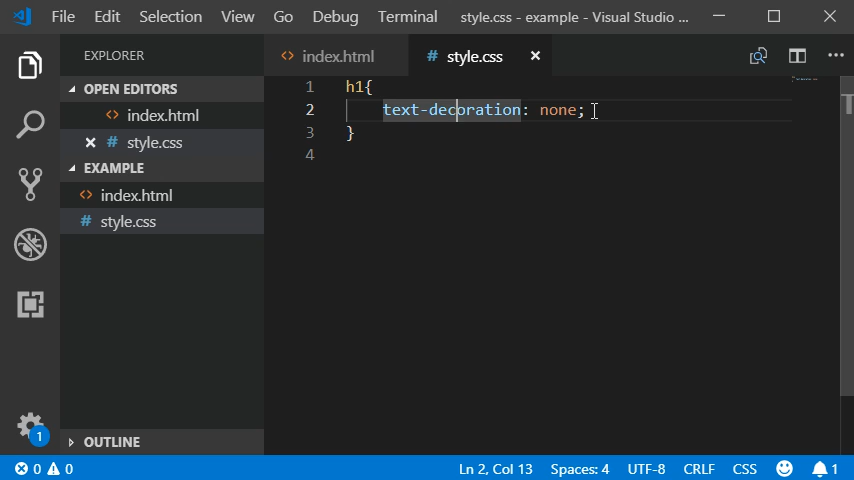 File Edit Selection View Go Debug Terminal style.css - example - Visual Studio ...
EXPLORER
OPEN EDITORS
index.html
style.css
EXAMPLE
index.html
style.css
OUTLINE
index.html style.css
1 h1{
2 text-decoration: none;
3 }
4
1
0 0 Ln 2, Col 13 Spaces: 4 UTF-8 CRLF CSS 1